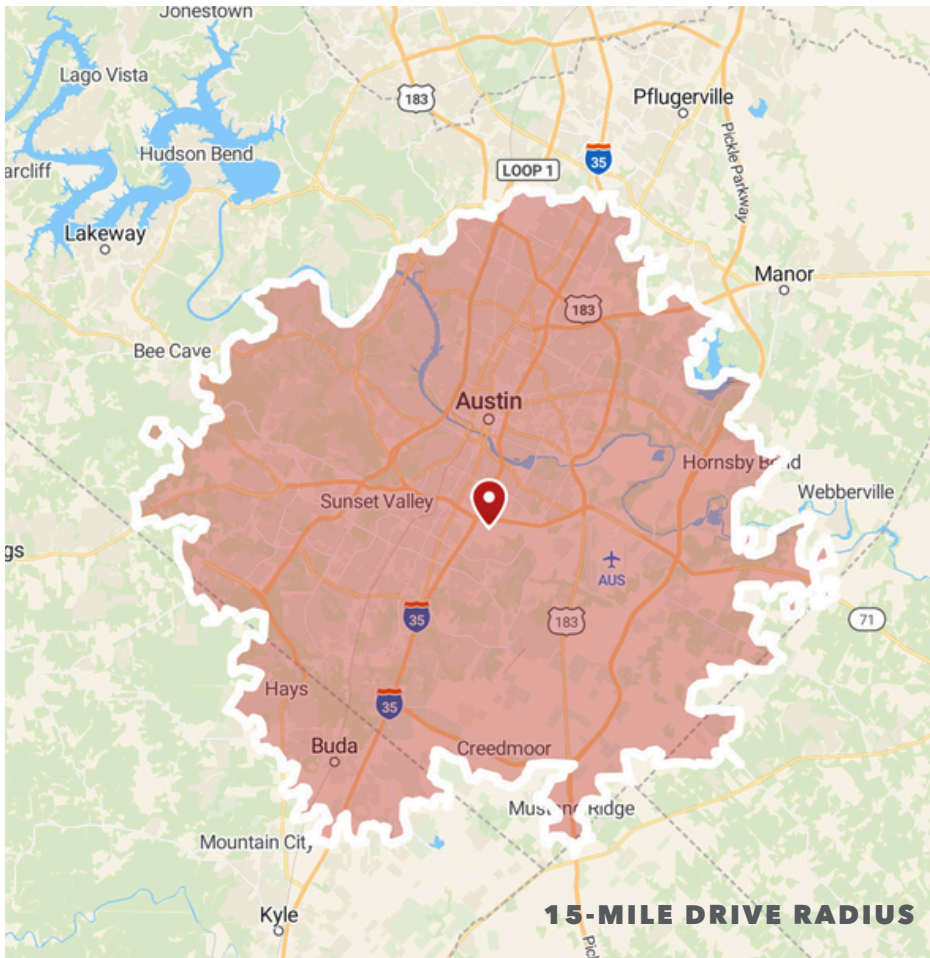 Jonestown
Lago Vista
183
Pflugerville
Hudson Bend
arcliff
LOOP 1
35
Pickle Parkway
Lakeway
Manor
183
Bee Cave
Austin
Hornsby Bend
Sunset Valley
Webberville
gs
AUS
35
183
71
Hays
35
Buda
Creedmoor
Mustang Ridge
Mountain City
Kyle
15-MILE DRIVE RADIUS
Picl